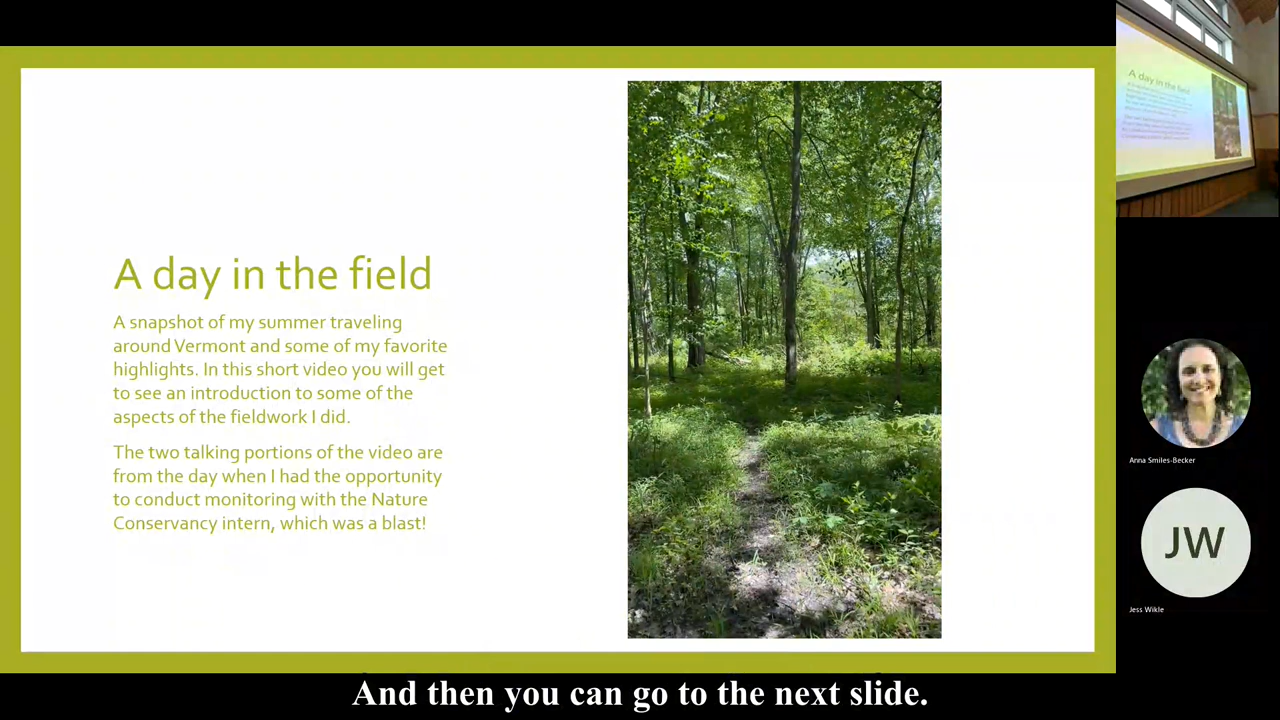 A day in the field
A snapshot of my summer traveling
around Vermont and some of my favorite
highlights. In this short video you will get
to see an introduction to some of the
aspects of the fieldwork I did.
The two talking portions of the video are
from the day when I had the opportunity
to conduct monitoring with the Nature
Conservancy intern, which was a blast!
A day in the field
Anna Smiles-Becker
JW
Jess Wikle
And then you can go to the next slide.